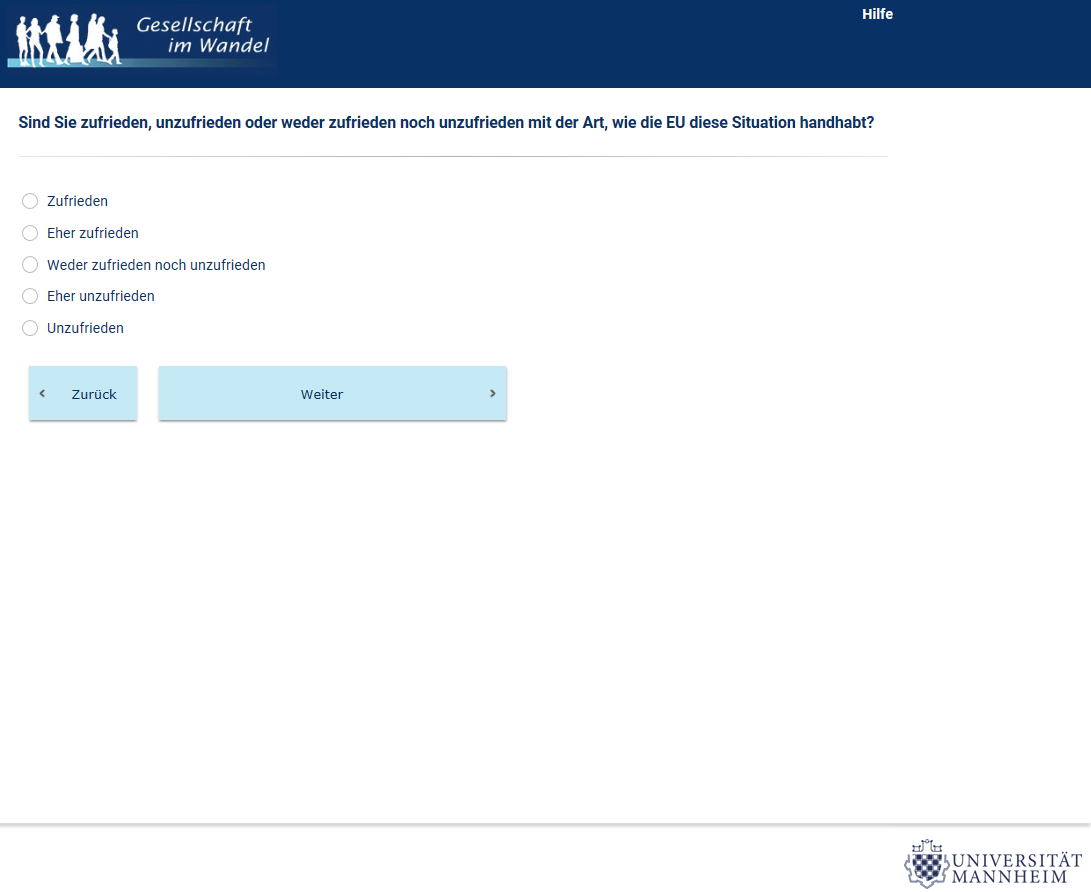 Gesellschaft
im Wandel
Hilfe
Sind Sie zufrieden, unzufrieden oder weder zufrieden noch unzufrieden mit der Art, wie die EU diese Situation handhabt?
Zufrieden
Eher zufrieden
Weder zufrieden noch unzufrieden
Eher unzufrieden
Unzufrieden
Zurück
Weiter
UNIVERSITÄT
MANNHEIM